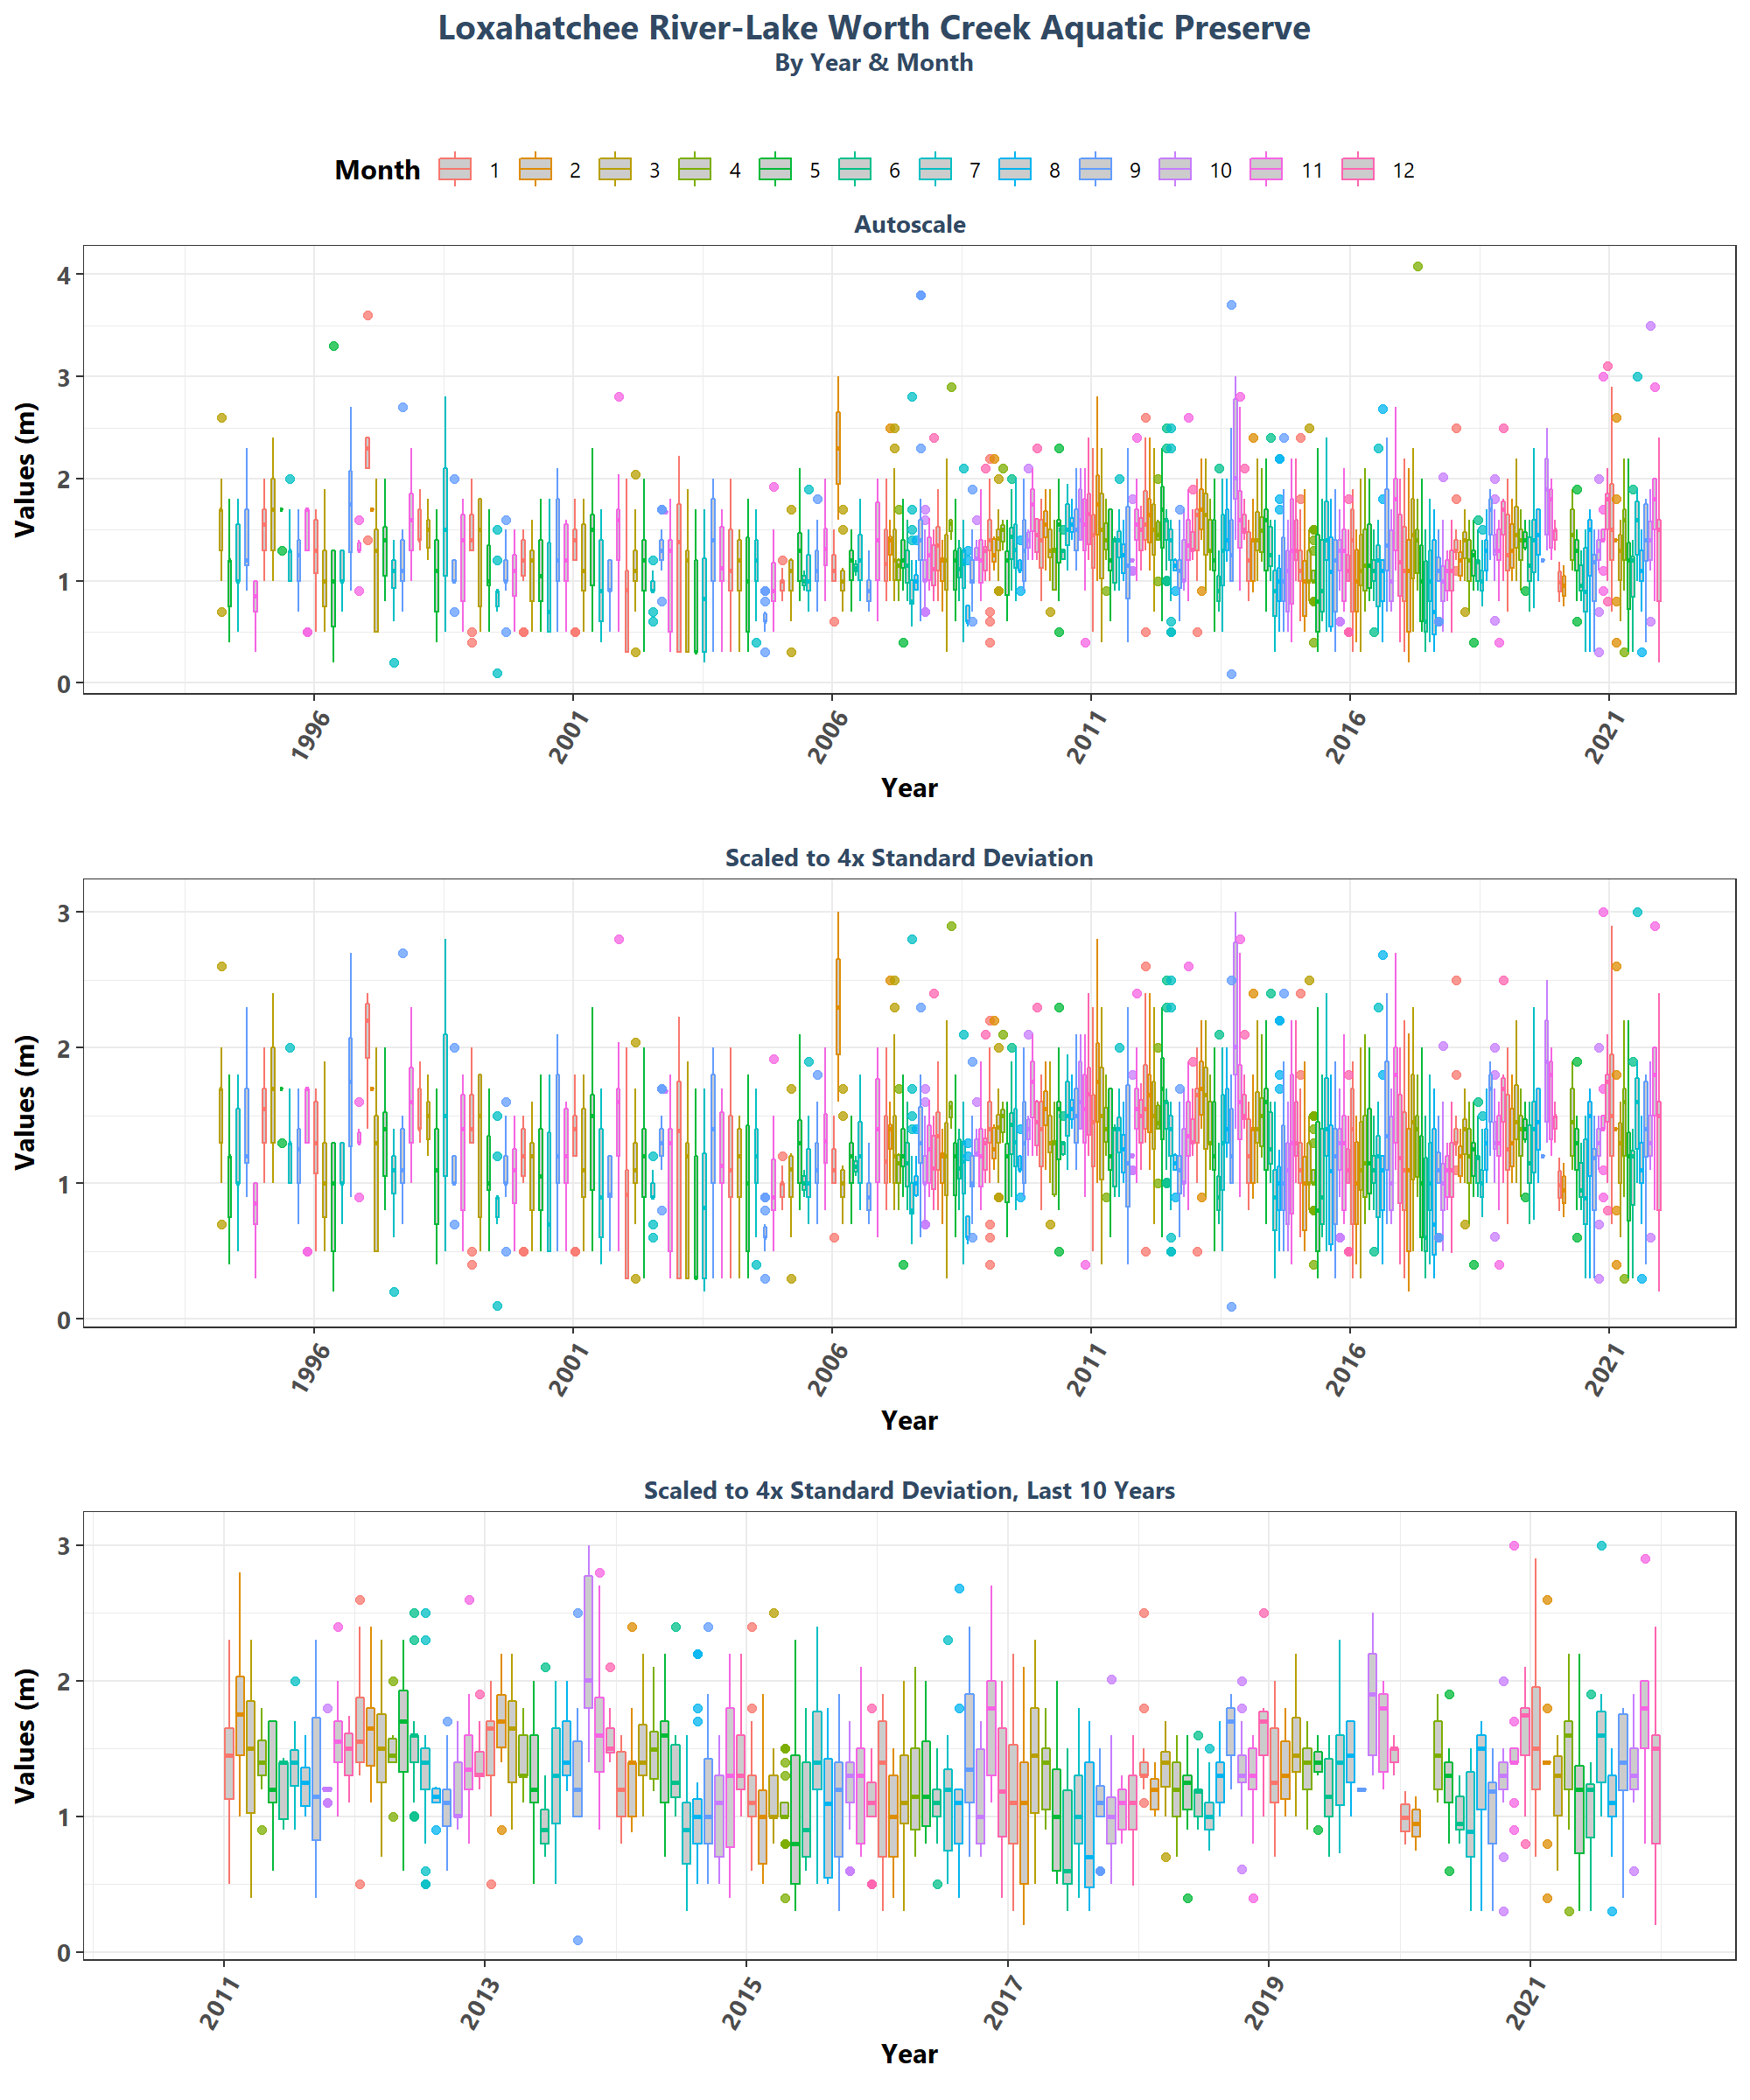 Loxahatchee River-Lake Worth Creek Aquatic Preserve
By Year & Month
Month 1 2 3 4 5 6 7 8 9 10 11 12
Autoscale
4
3
2
1
0
Values (m)
1996 2001 2006 2011 2016 2021
Year
Scaled to 4x Standard Deviation
3
2
1
0
Values (m)
1996 2001 2006 2011 2016 2021
Year
Scaled to 4x Standard Deviation, Last 10 Years
3
2
1
0
Values (m)
2011 2013 2015 2017 2019 2021
Year